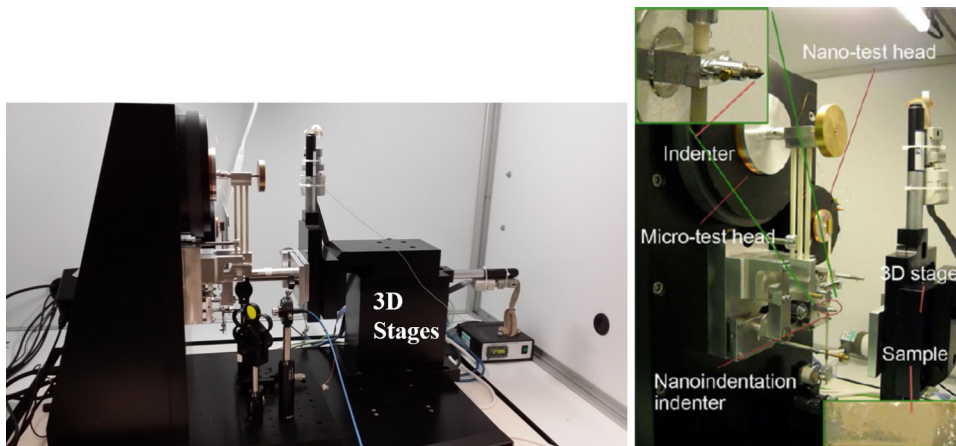 3D
Stages
Nano-test head
Indenter
Micro-test head
3D stage
Sample
Nanoindentation
indenter